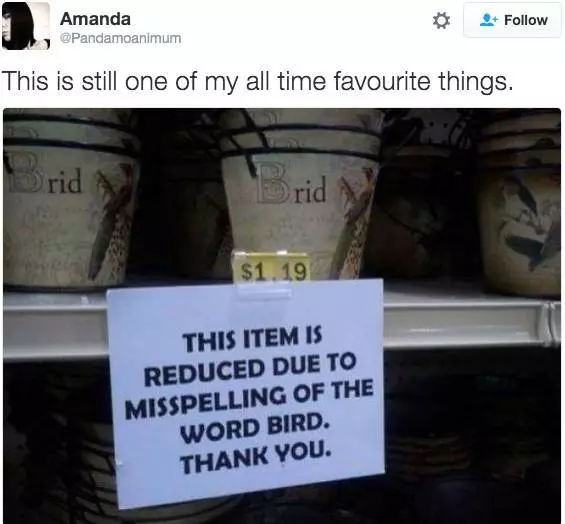 Amanda
@Pandamoanimum
Follow
This is still one of my all time favourite things.
Brid
Brid
$1.19
THIS ITEM IS
REDUCED DUE TO
MISSPELLING OF THE
WORD BIRD.
THANK YOU.